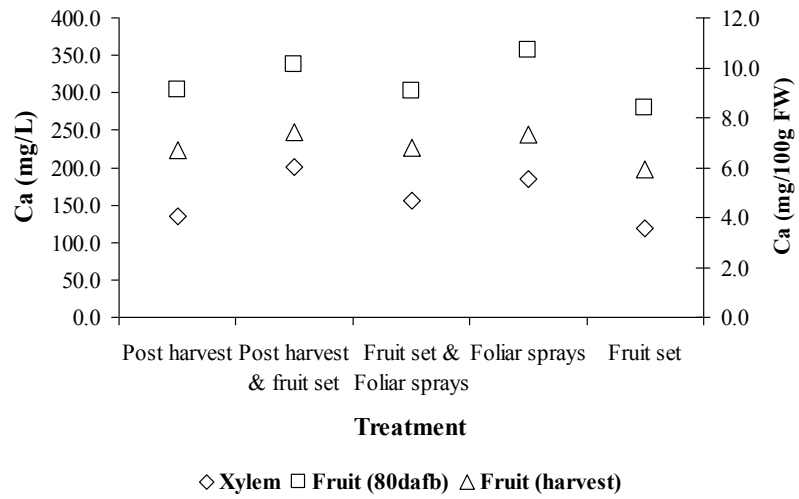 400.0
350.0
300.0
250.0
200.0
150.0
100.0
50.0
0.0
Ca (mg/L)
12.0
10.0
8.0
6.0
4.0
2.0
0.0
Ca (mg/100g FW)
Post harvest Post harvest Fruit set & Foliar sprays Fruit set
& fruit set Foliar sprays
Treatment
Xylem Fruit (80dafb) Fruit (harvest)